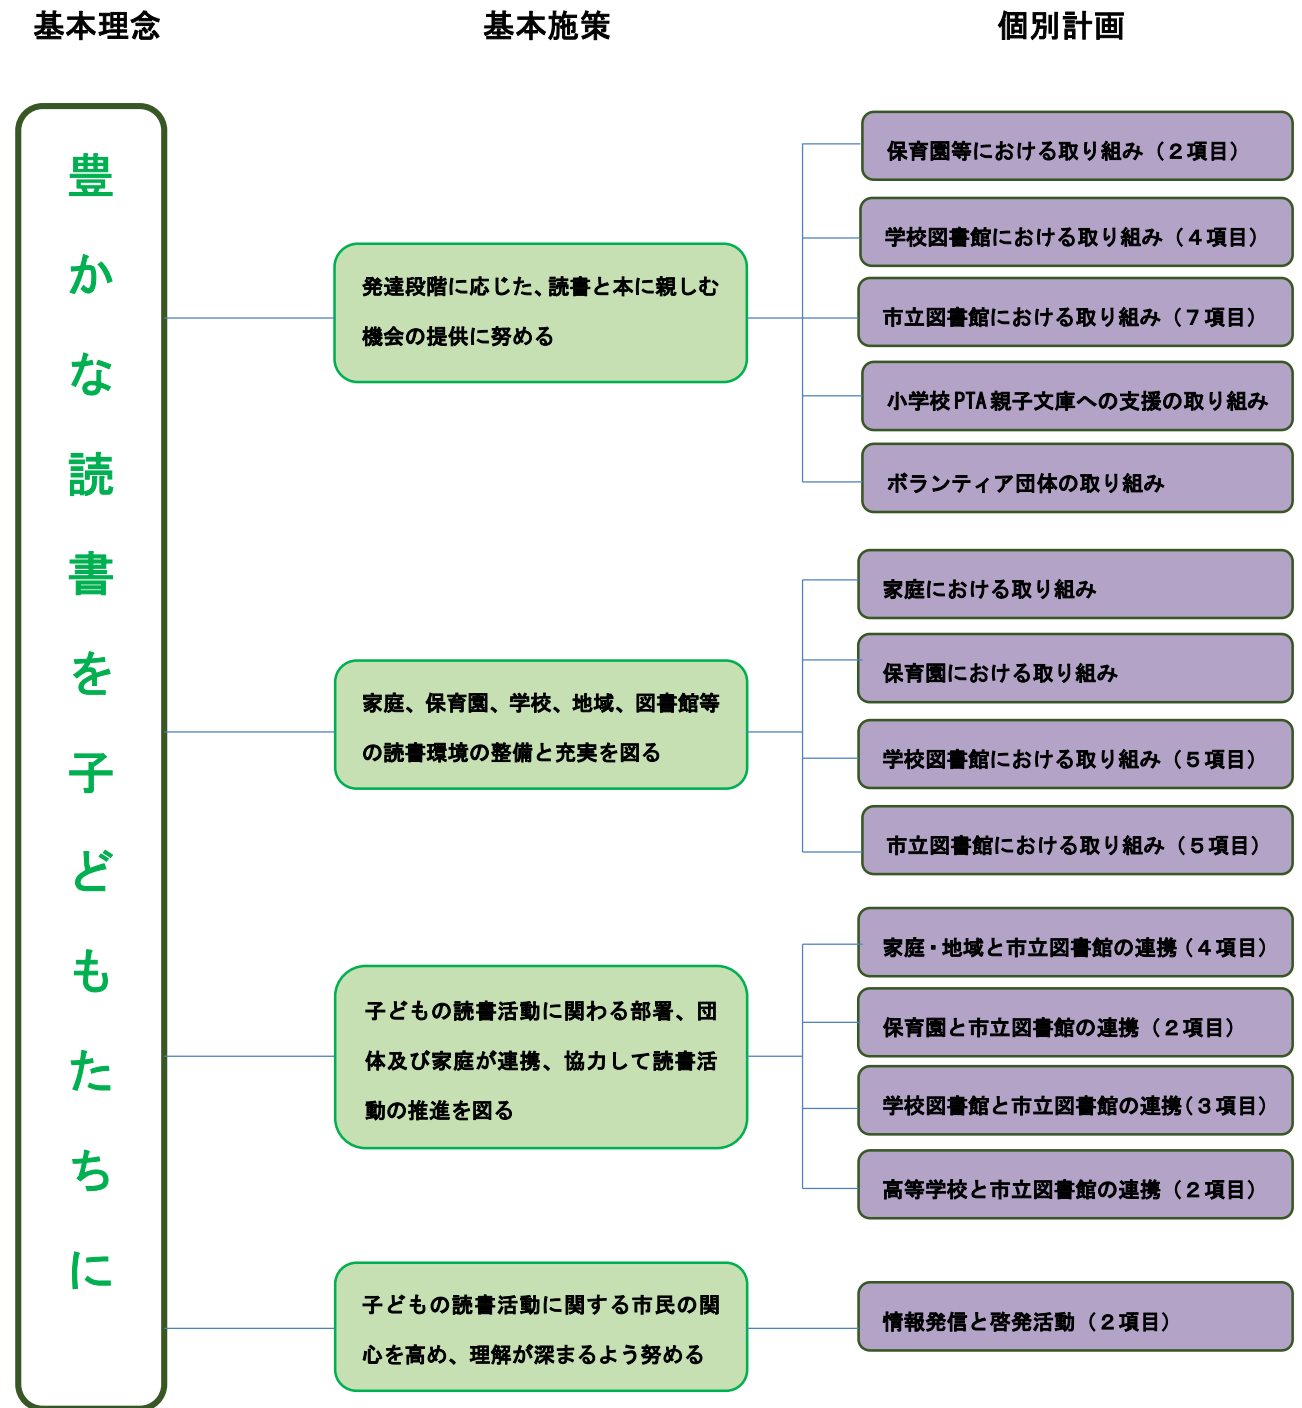 基本理念
基本施策
個別計画
豊かな読書を子どもたちに
発達段階に応じた、読書と本に親しむ
機会の提供に努める
保育園等における取り組み（２項目）
学校図書館における取り組み（４項目）
市立図書館における取り組み（７項目）
小学校PTA親子文庫への支援の取り組み
ボランティア団体の取り組み
家庭、保育園、学校、地域、図書館等
の読書環境の整備と充実を図る
家庭における取り組み
保育園における取り組み
学校図書館における取り組み（５項目）
市立図書館における取り組み（５項目）
子どもの読書活動に関わる部署、団
体及び家庭が連携、協力して読書活
動の推進を図る
家庭・地域と市立図書館の連携（４項目）
保育園と市立図書館の連携（２項目）
学校図書館と市立図書館の連携（３項目）
高等学校と市立図書館の連携（２項目）
子どもの読書活動に関する市民の関
心を高め、理解が深まるよう努める
情報発信と啓発活動（２項目）